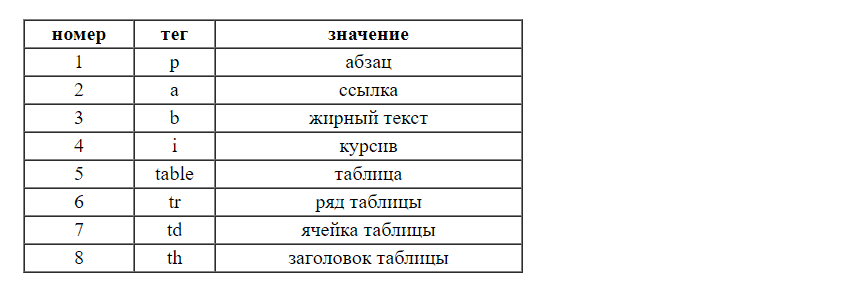 номер тег значение
1 p абзац
2 a ссылка
3 b жирный текст
4 i курсив
5 table таблица
6 tr ряд таблицы
7 td ячейка таблицы
8 th заголовок таблицы